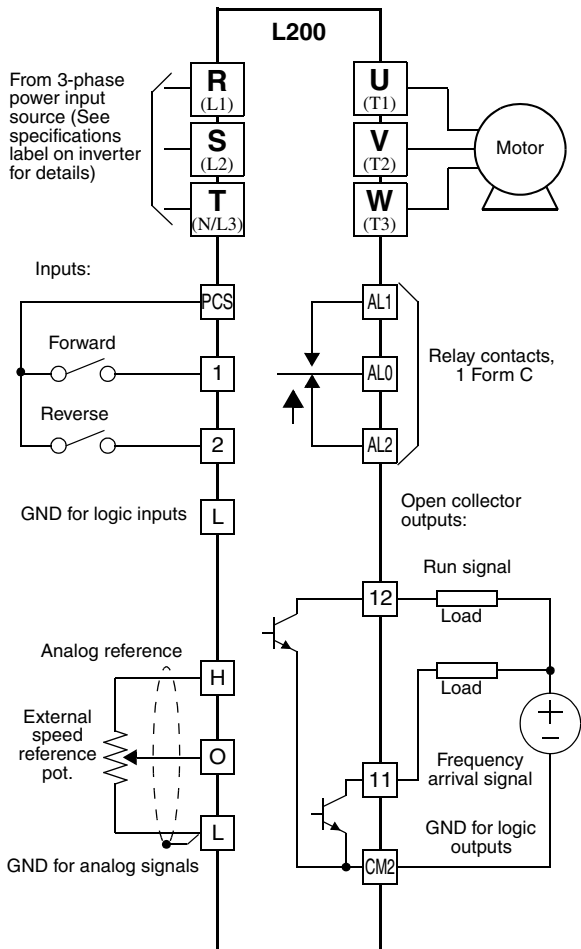 L200
From 3-phase
power input
source (See
specifications
label on inverter
for details)
R
(L1)
S
(L2)
T
(N/L3)
U
(T1)
V
(T2)
W
(T3)
Motor
Inputs:
PCS
Forward
1
Reverse
2
GND for logic inputs
L
AL1
AL0
AL2
Relay contacts,
1 Form C
Open collector
outputs:
Run signal
12
Load
Load
+
–
11
Frequency
arrival signal
GND for logic
outputs
CM2
Analog reference
H
External
speed
reference
pot.
O
L
GND for analog signals